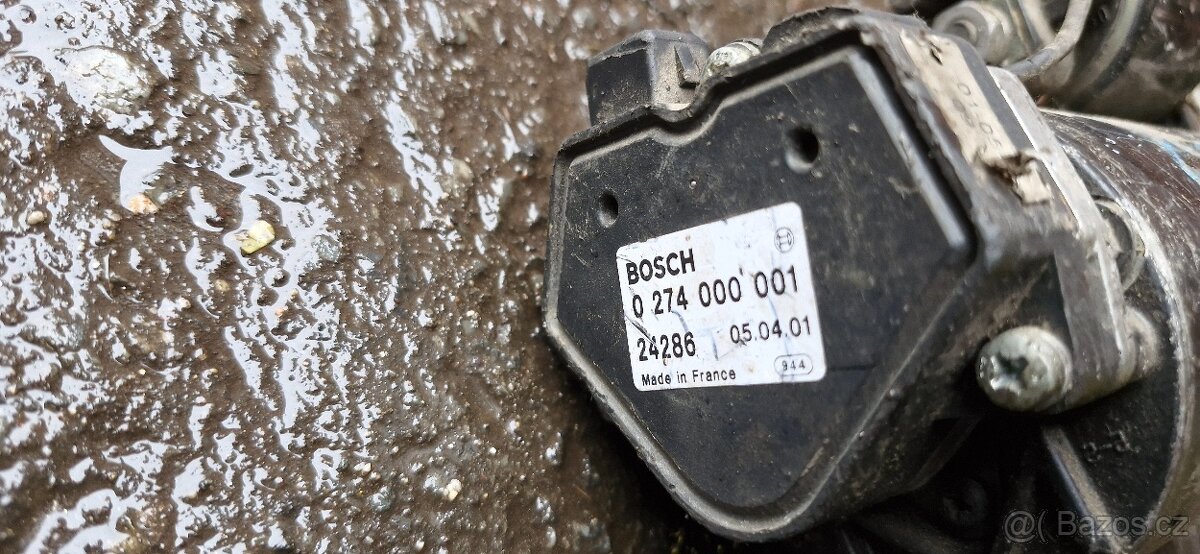 BOSCH
0 274 000 001
24286 05.04.01
Made in France 944
@( Bazos.cz